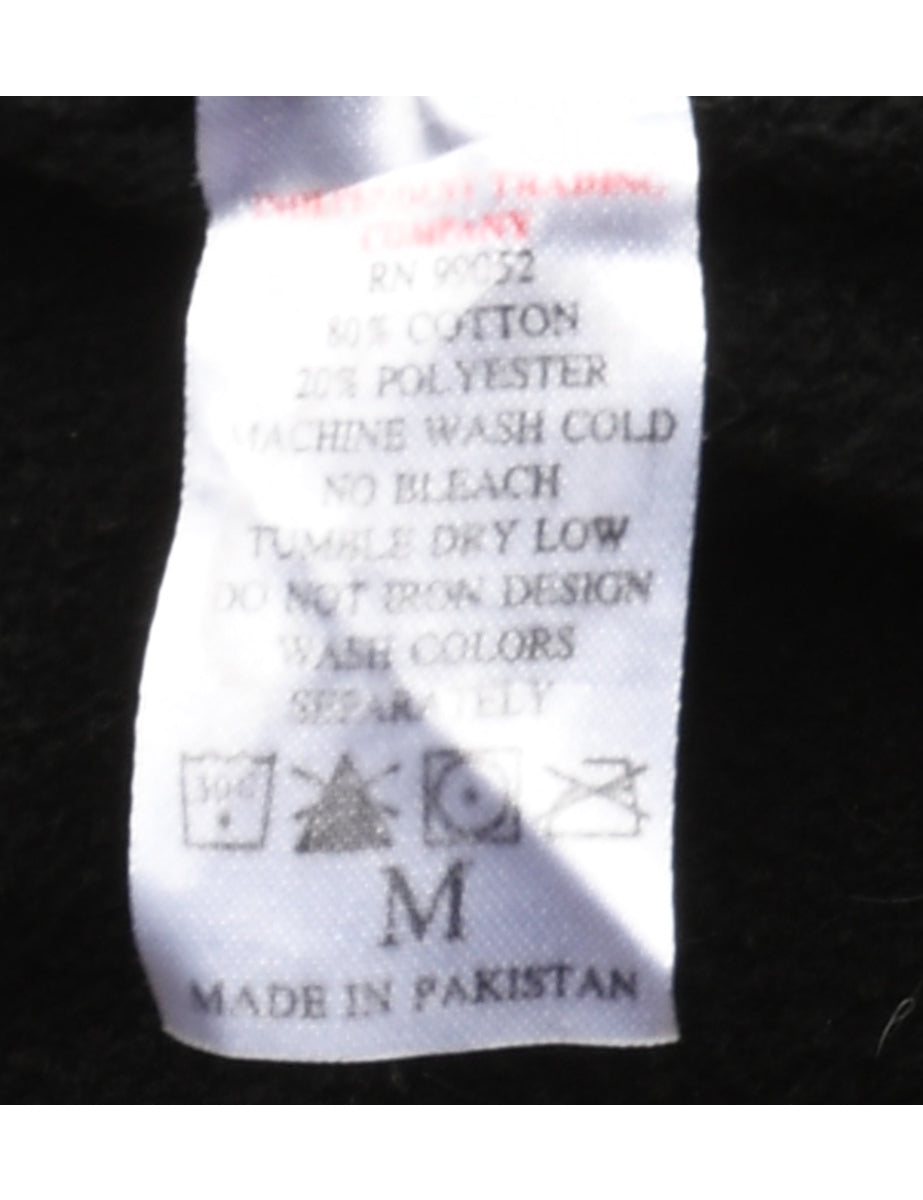 INDEPENDENT TRADING
COMPANY
RN 99052
80% COTTON
20% POLYESTER
MACHINE WASH COLD
NO BLEACH
TUMBLE DRY LOW
DO NOT IRON DESIGN
WASH COLORS
SEPARATELY
30C
M
MADE IN PAKISTAN